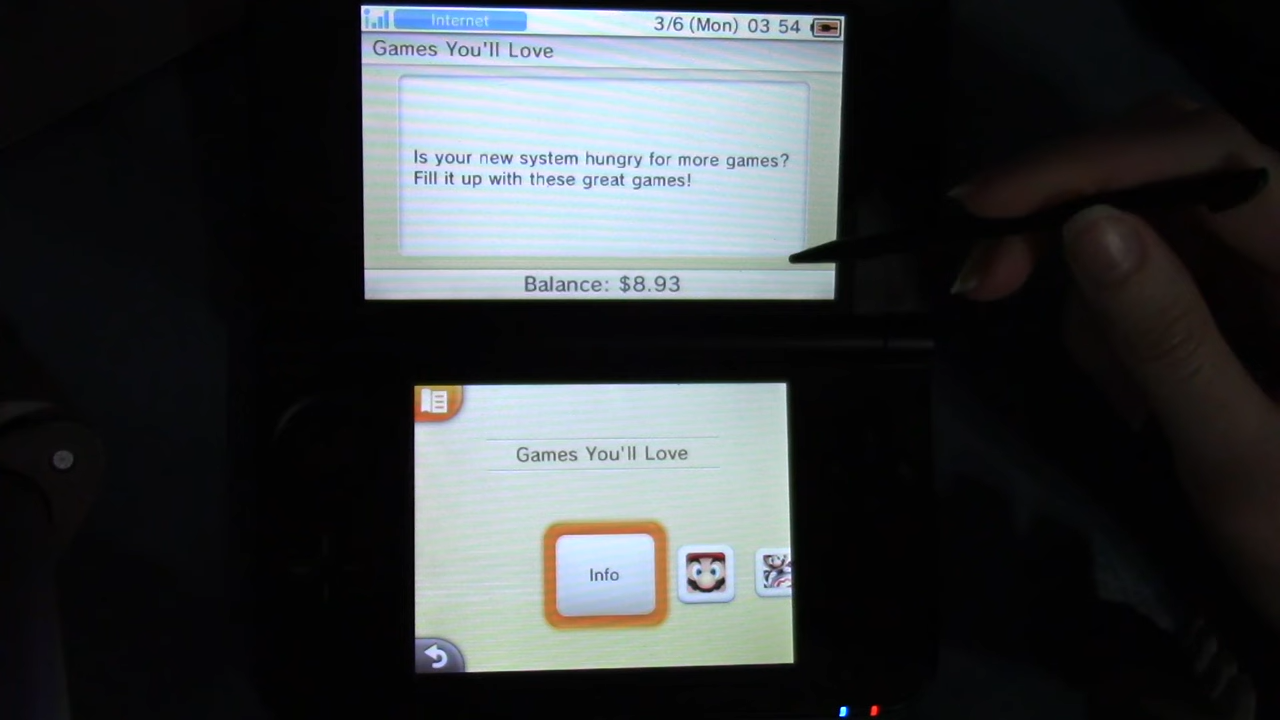 Internet
3/6 (Mon) 03 54
Games You'll Love
Is your new system hungry for more games?
Fill it up with these great games!
Balance: $8.93
Games You'll Love
Info